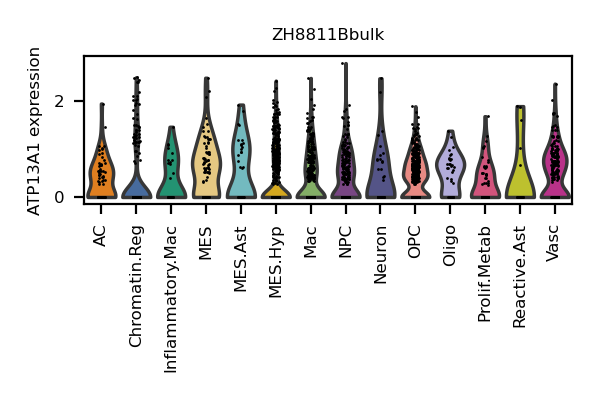 ZH8811Bbulk
ATP13A1 expression
2
0
AC
Chromatin.Reg
Inflammatory.Mac
MES
MES.Ast
MES.Hyp
Mac
NPC
Neuron
OPC
Oligo
Prolif.Metab
Reactive.Ast
Vasc